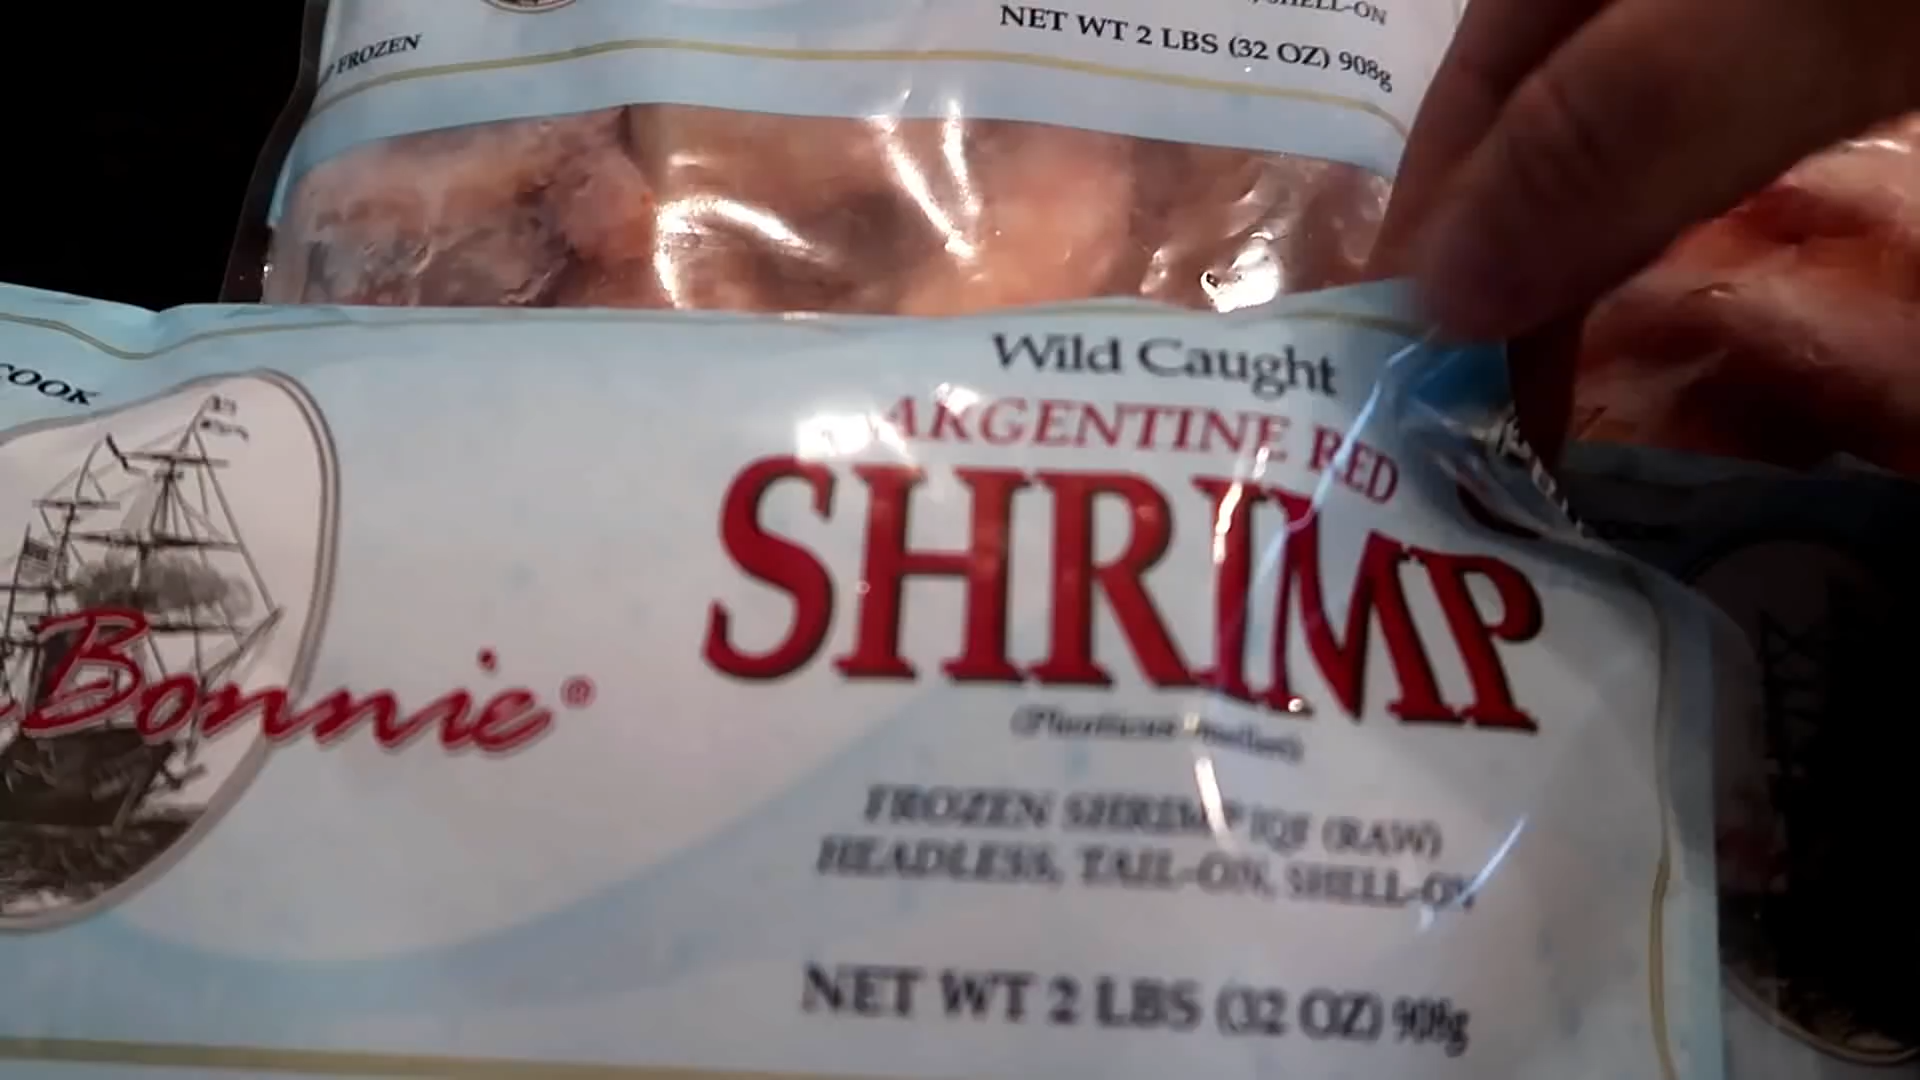 SHELL-ON
NET WT 2 LBS (32 OZ) 908g
FROZEN
COOK
Wild Caught
ARGENTINE RED
SHRIMP
Bonnie®
FROZEN SHRIMP IQF (RAW)
HEADLESS, TAIL-ON, SHELL-ON
NET WT 2 LBS (32 OZ) 908g